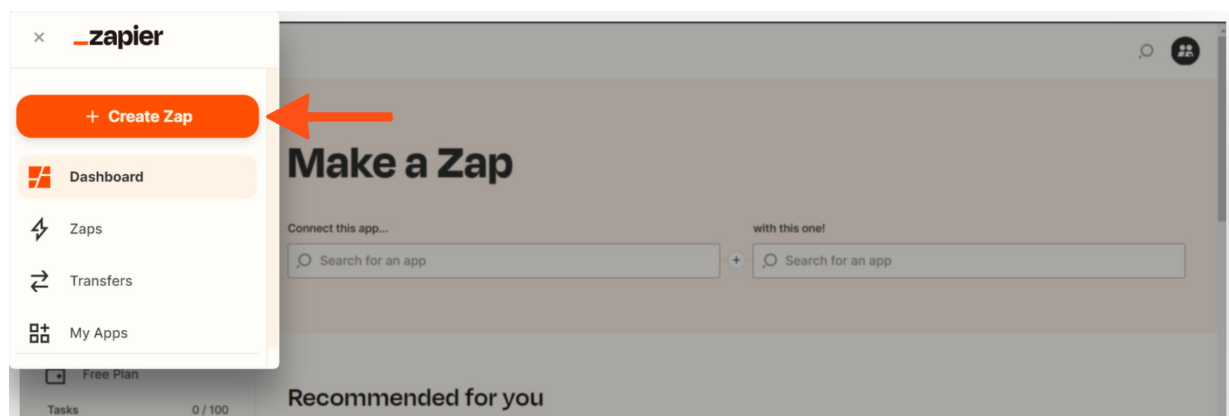 _zapier
+ Create Zap
Dashboard
Zaps
Transfers
My Apps
Free Plan
Tasks 0 / 100
Make a Zap
Connect this app... with this one!
Search for an app + Search for an app
Recommended for you